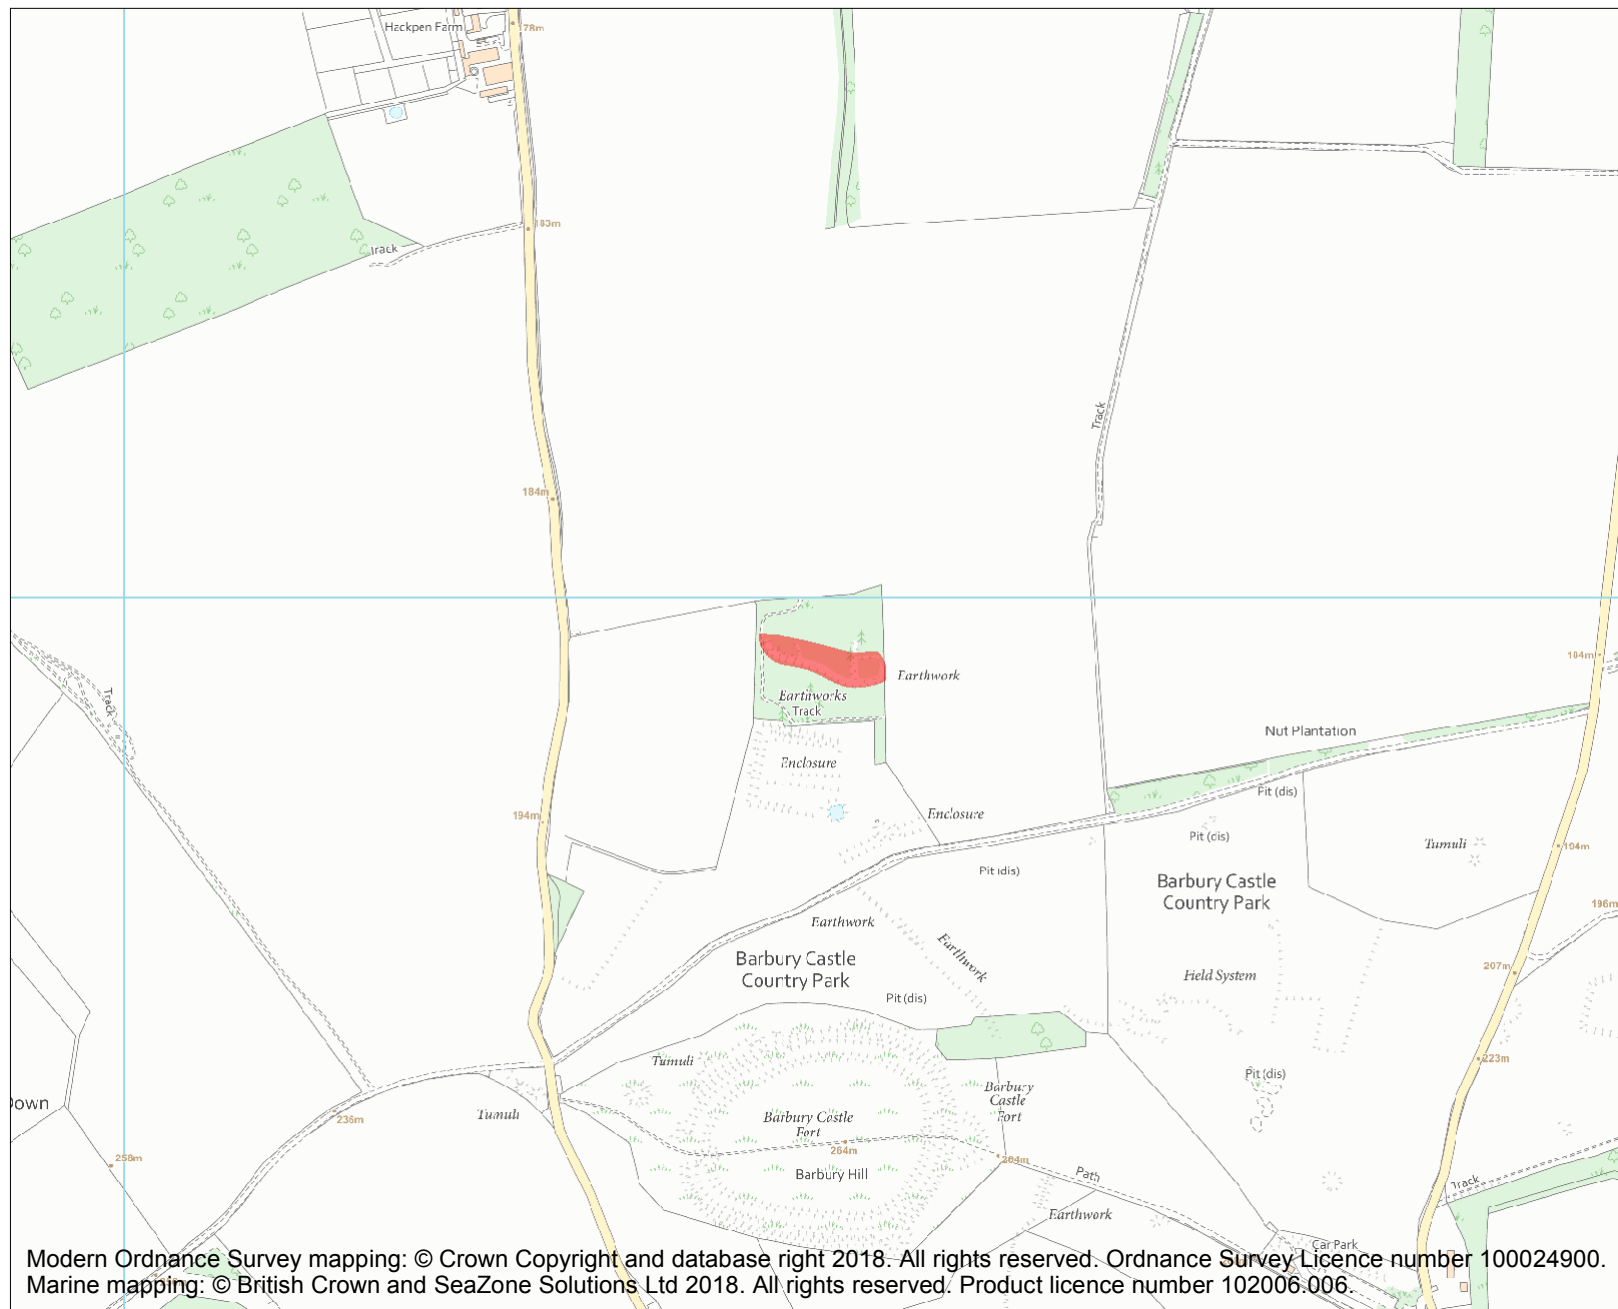 Hackpen Farm
178m
183m
Track
Track
184m
184m
Earthwork
Earthworks
Track
Track
Nut Plantation
Enclosure
Pit (dis)
194m
Enclosure
Pit (dis)
Tumuli
194m
Pit (dis)
Barbury Castle
Country Park
196m
Earthwork
Earthwork
Barbury Castle
Country Park
207m
Field System
Pit (dis)
Tumuli
223m
Pit (dis)
Barbury
Castle
Fort
Down
Tumuli
236m
Barbury Castle
Fort
264m
264m
258m
Barbury Hill
Path
Track
Earthwork
Car Park
Modern Ordnance Survey mapping: © Crown Copyright and database right 2018. All rights reserved. Ordnance Survey Licence number 100024900.
Marine mapping: © British Crown and SeaZone Solutions Ltd 2018. All rights reserved. Product licence number 102006.006.